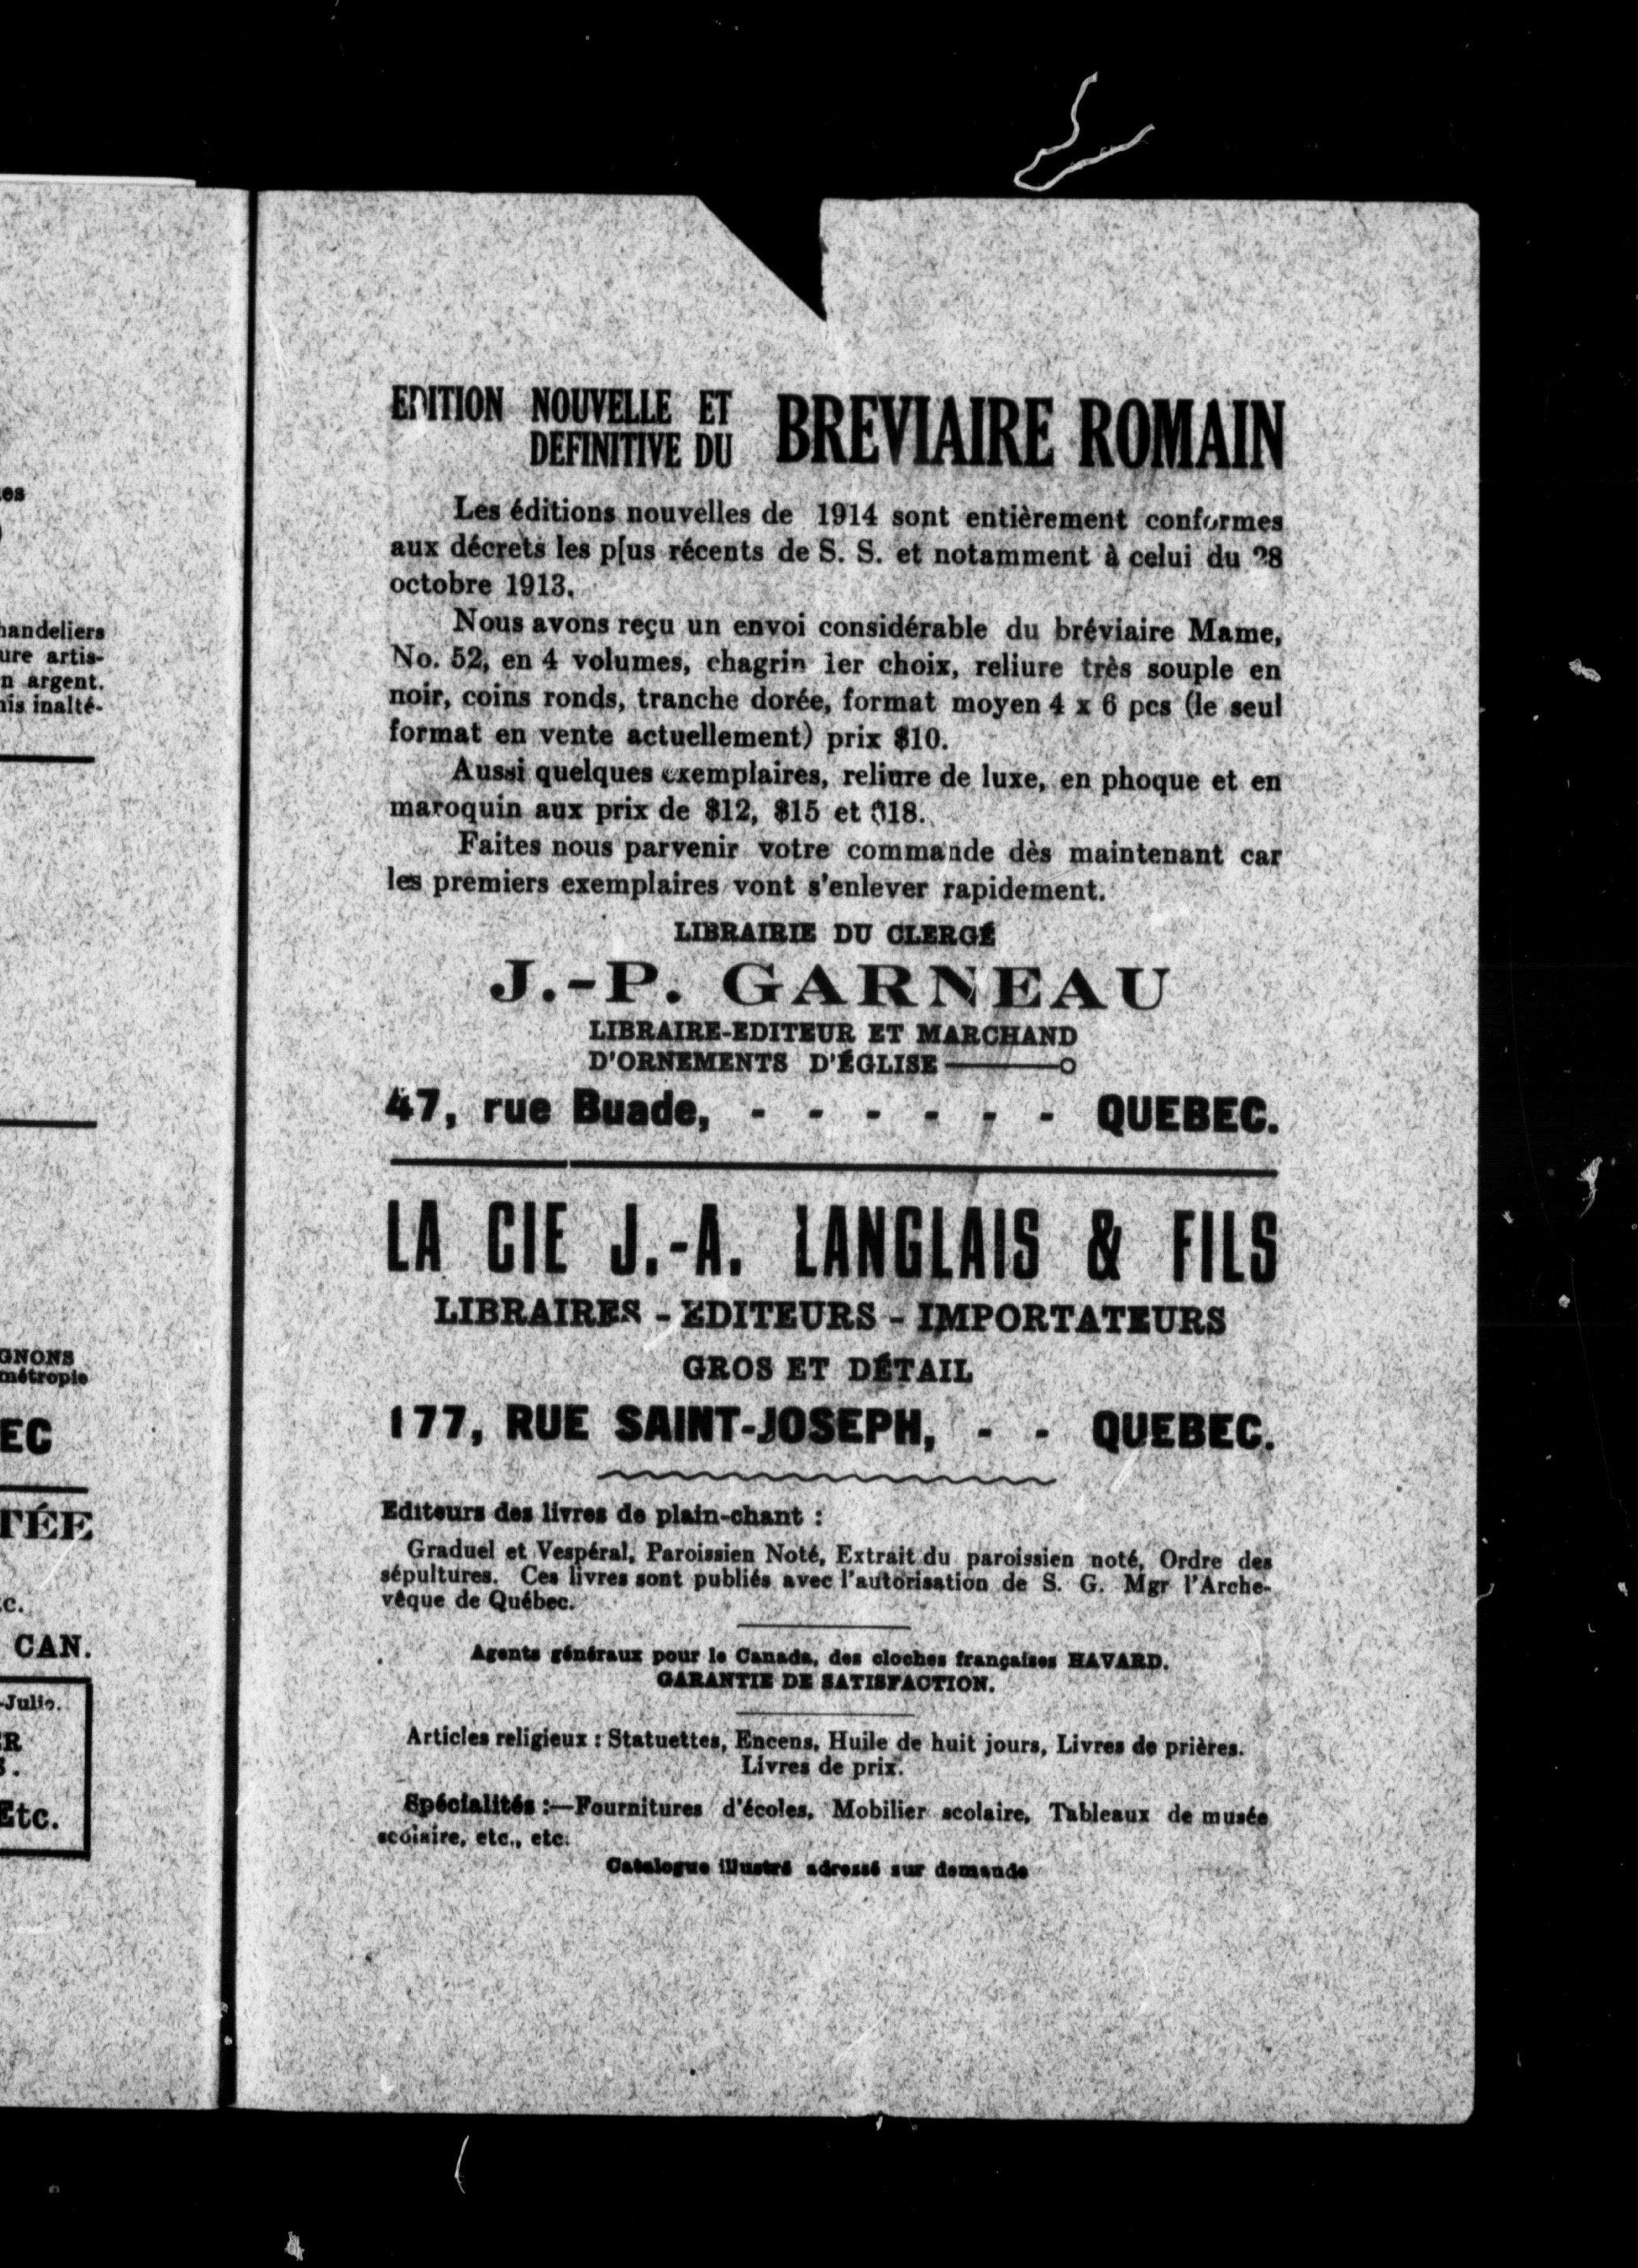 es
handeliers
ure artis-
n argent.
nis inalté-
GNONS
métropie
EC
TÉE
c.
CAN.
-Julie.
ER
S.
Etc.
EDITION NOUVELLE ET
DEFINITIVE DU
BREVIAIRE ROMAIN
Les éditions nouvelles de 1914 sont entièrement conformes
aux décrets les plus récents de S. S. et notamment à celui du 28
octobre 1913.
Nous avons reçu un envoi considérable du bréviaire Mame,
No. 52, en 4 volumes, chagrin 1er choix, reliure très souple en
noir, coins ronds, tranche dorée, format moyen 4 x 6 pcs (le seul
format en vente actuellement) prix $10.
Aussi quelques exemplaires, reliure de luxe, en phoque et en
maroquin aux prix de $12, $15 et $18.
Faites nous parvenir votre commande dès maintenant car
les premiers exemplaires vont s'enlever rapidement.
LIBRAIRIE DU CLERGÉ
J.-P. GARNEAU
LIBRAIRE-EDITEUR ET MARCHAND
D'ORNEMENTS D'ÉGLISE
47, rue Buade, - - - - - - QUEBEC.
LA CIE J.-A. LANGLAIS & FILS
LIBRAIRES - EDITEURS - IMPORTATEURS
GROS ET DÉTAIL
177, RUE SAINT-JOSEPH, - - QUEBEC.
Editeurs des livres de plain-chant :
Graduel et Vespéral, Paroissien Noté, Extrait du paroissien noté, Ordre des
sépultures. Ces livres sont publiés avec l'autorisation de S. G. Mgr l'Arche-
vêque de Québec.
Agents généraux pour le Canada, des cloches françaises HAVARD.
GARANTIE DE SATISFACTION.
Articles religieux : Statuettes, Encens, Huile de huit jours, Livres de prières.
Livres de prix.
Spécialités :—Fournitures d'écoles, Mobilier scolaire, Tableaux de musée
scolaire, etc., etc.
Catalogue illustré adressé sur demande